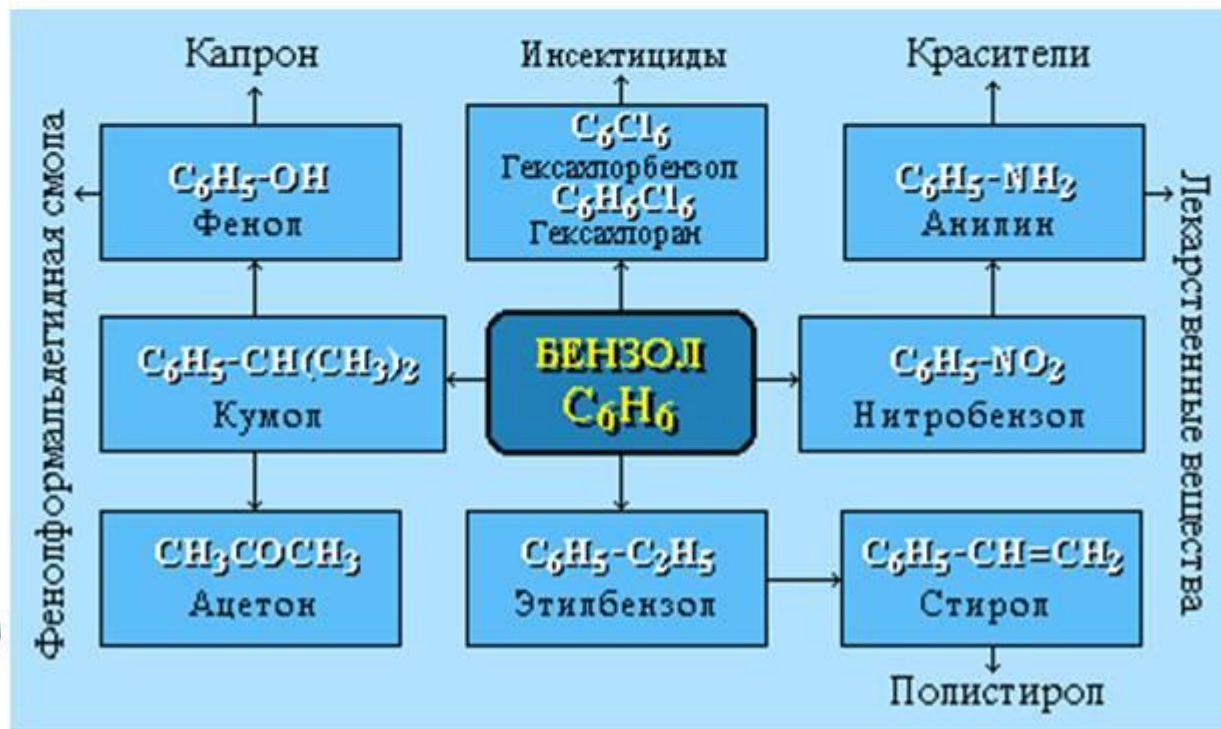 Капрон
Инсектициды
Красители
Фенолформальдегидная смола
C₆H₅-OH
Фенол
C₆Cl₆
Гексахлорбензол
C₆H₆Cl₆
Гексахлоран
C₆H₅-NH₂
Анилин
Лекарственные вещества
C₆H₅-CH(CH₃)₂
Кумол
БЕНЗОЛ
C₆H₆
C₆H₅-NO₂
Нитробензол
CH₃COCH₃
Ацетон
C₆H₅-C₂H₅
Этилбензол
C₆H₅-CH=CH₂
Стирол
Полистирол